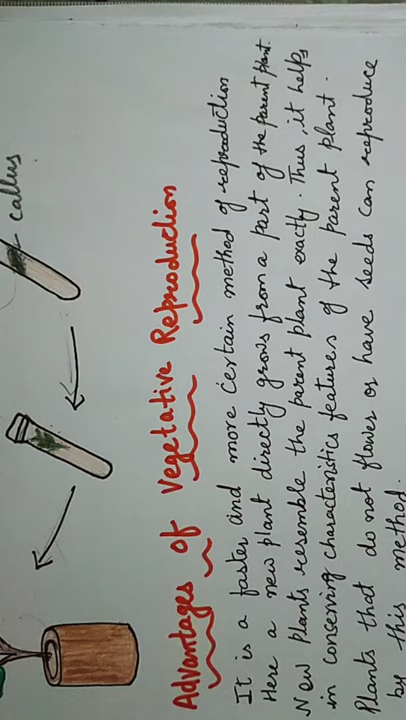 callus
Advantages of Vegetative Reproduction
It is a faster and more certain method of reproduction
Here a new plant directly grows from a part of the parent plant.
New plants resemble the parent plant exactly. Thus, it helps
in conserving characteristics features of the parent plant.
Plants that do not flower or have seeds can reproduce
by this method.